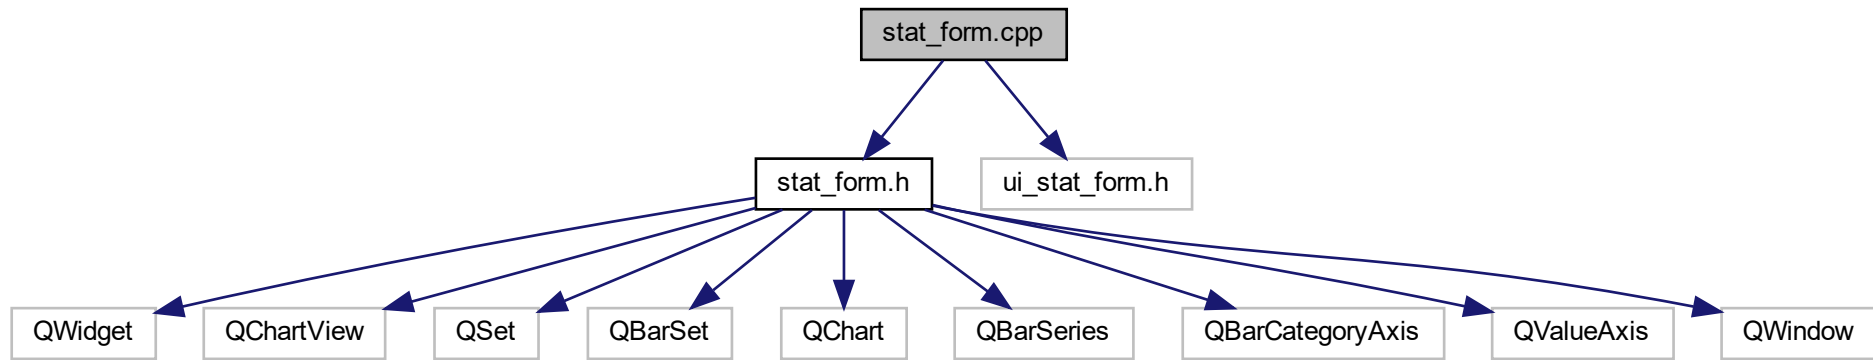 stat_form.cpp
stat_form.h
ui_stat_form.h
QWidget
QChartView
QSet
QBarSet
QChart
QBarSeries
QBarCategoryAxis
QValueAxis
QWindow